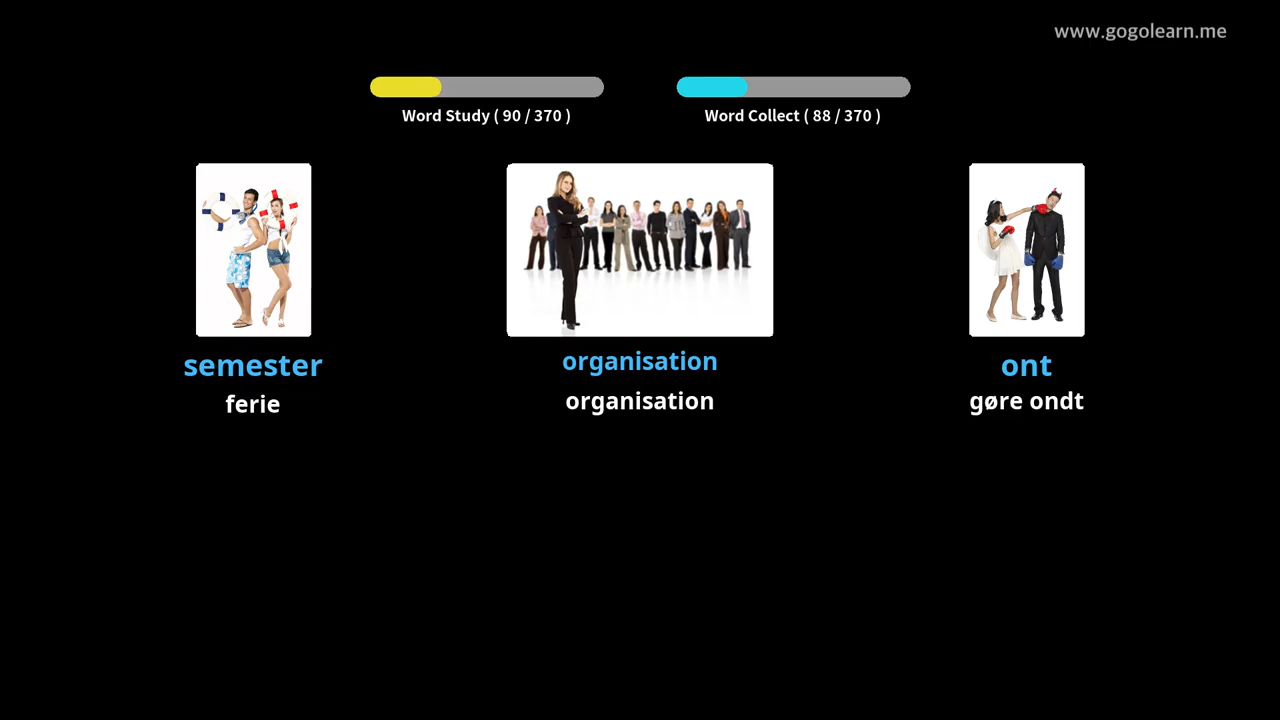 www.gogolearn.me
Word Study ( 90 / 370 )
Word Collect ( 88 / 370 )
semester
ferie
organisation
organisation
ont
gøre ondt